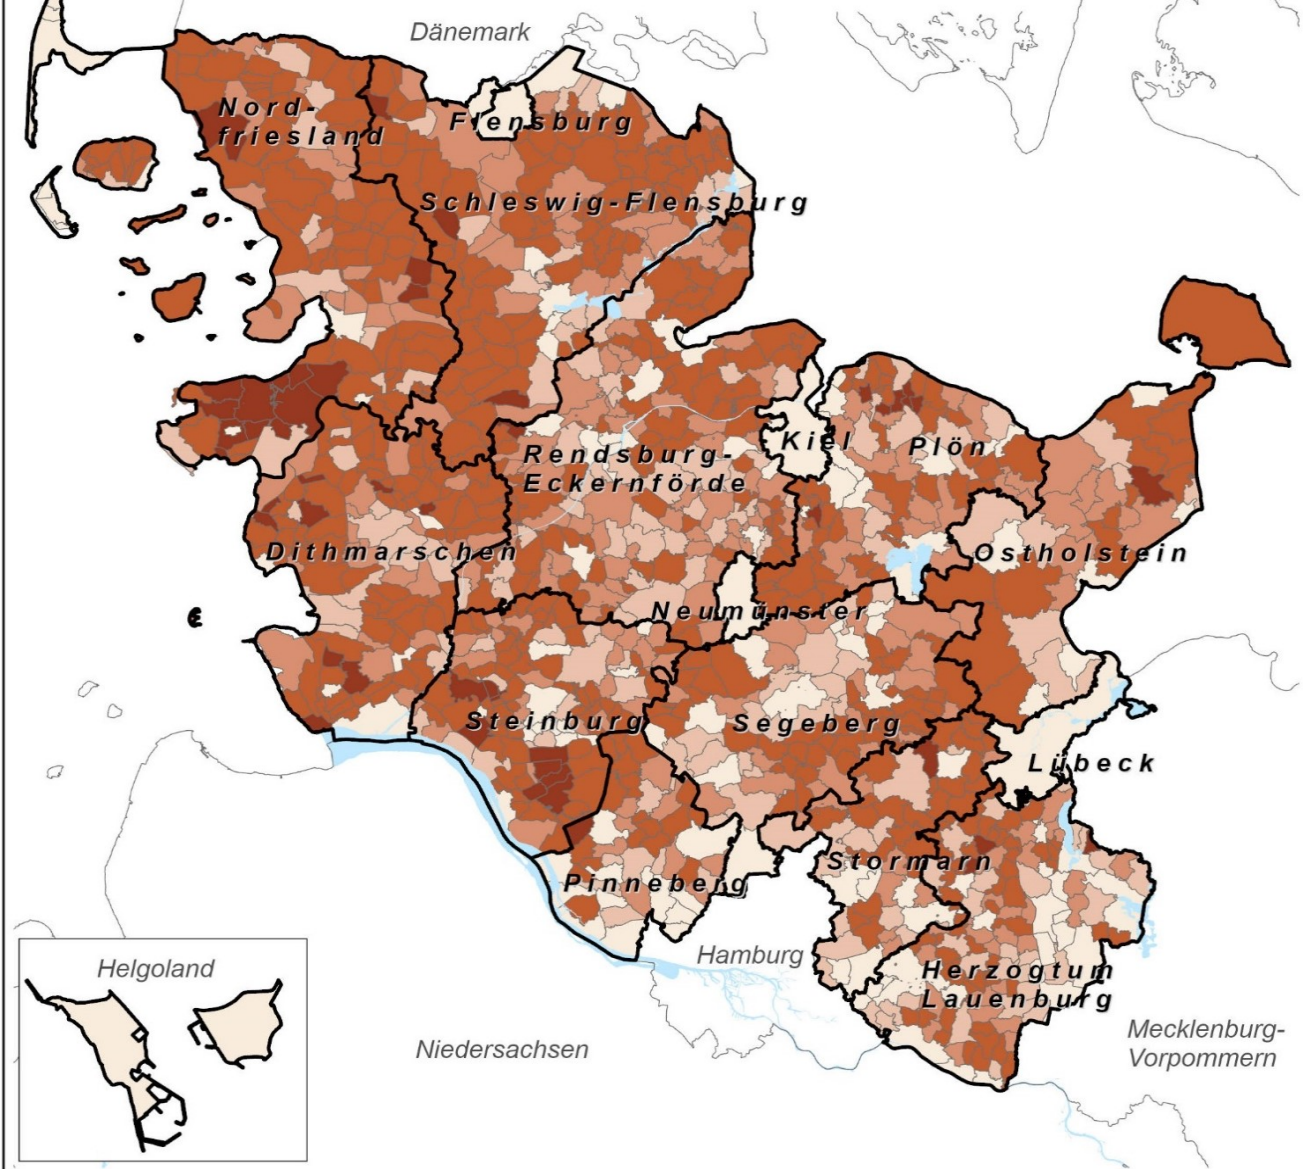 Dänemark
Nord-
friesland
Flensburg
Schleswig-Flensburg
Kiel
Plön
Rendsburg-
Eckernförde
Dithmarschen
Ostholstein
Neumünster
Steinburg
Segeberg
Lübeck
Stormarn
Pinneberg
Hamburg
Herzogtum
Lauenburg
Helgoland
Niedersachsen
Mecklenburg-
Vorpommern